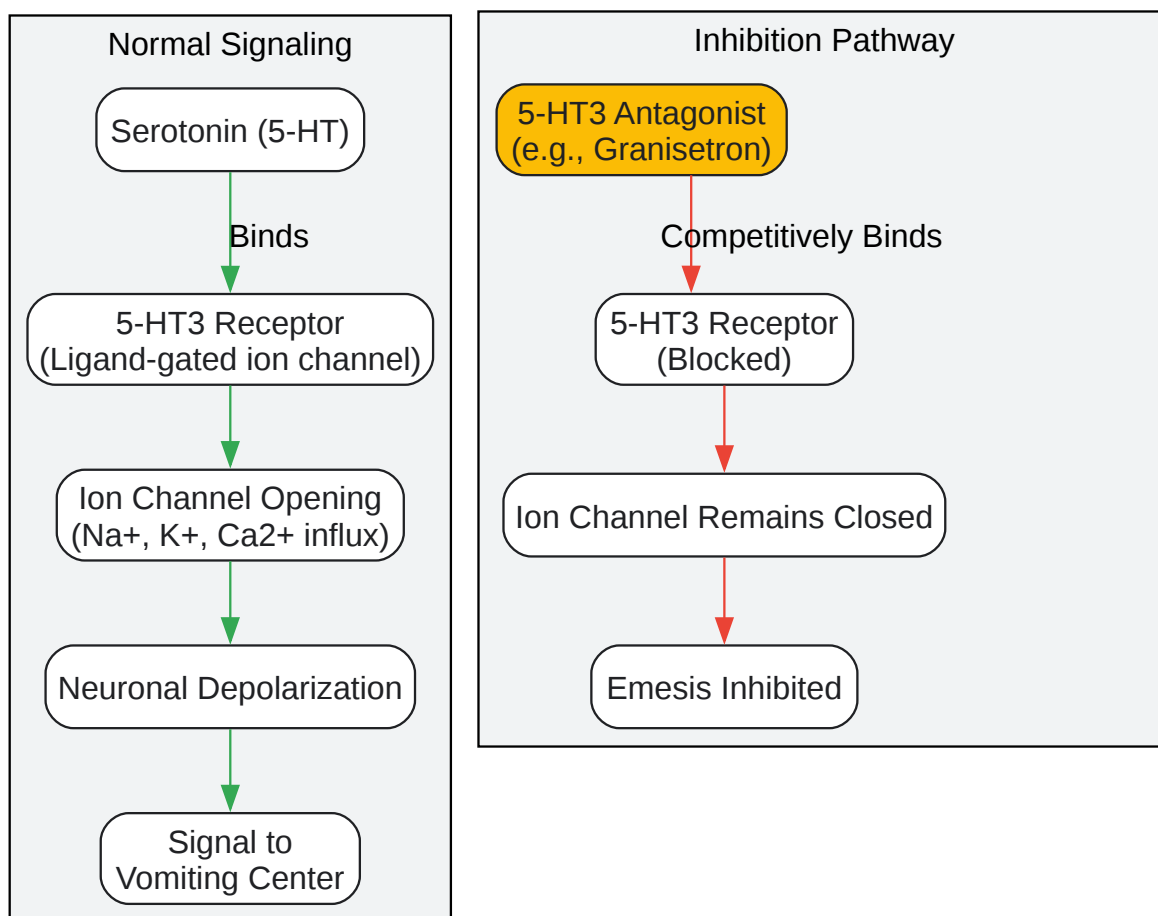 Normal Signaling
Serotonin (5-HT)
Binds
5-HT3 Receptor
(Ligand-gated ion channel)
Ion Channel Opening
(Na+, K+, Ca2+ influx)
Neuronal Depolarization
Signal to
Vomiting Center
Inhibition Pathway
5-HT3 Antagonist
(e.g., Granisetron)
Competitively Binds
5-HT3 Receptor
(Blocked)
Ion Channel Remains Closed
Emesis Inhibited